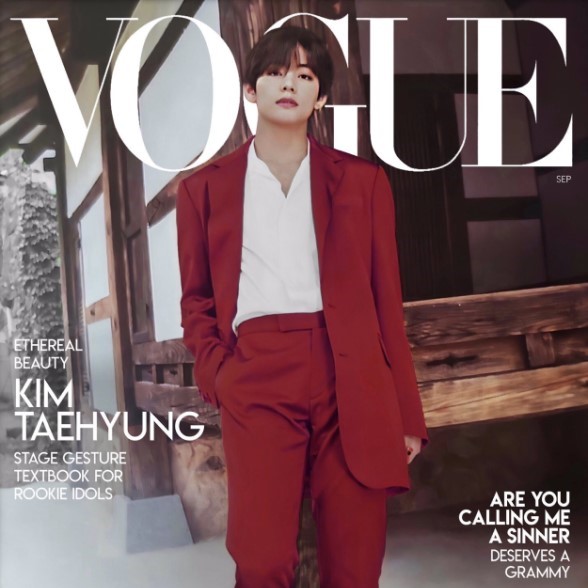 VOGUE
SEP
ETHEREAL
BEAUTY
KIM
TAEHYUNG
STAGE GESTURE
TEXTBOOK FOR
ROOKIE IDOLS
ARE YOU
CALLING ME
A SINNER
DESERVES A
GRAMMY